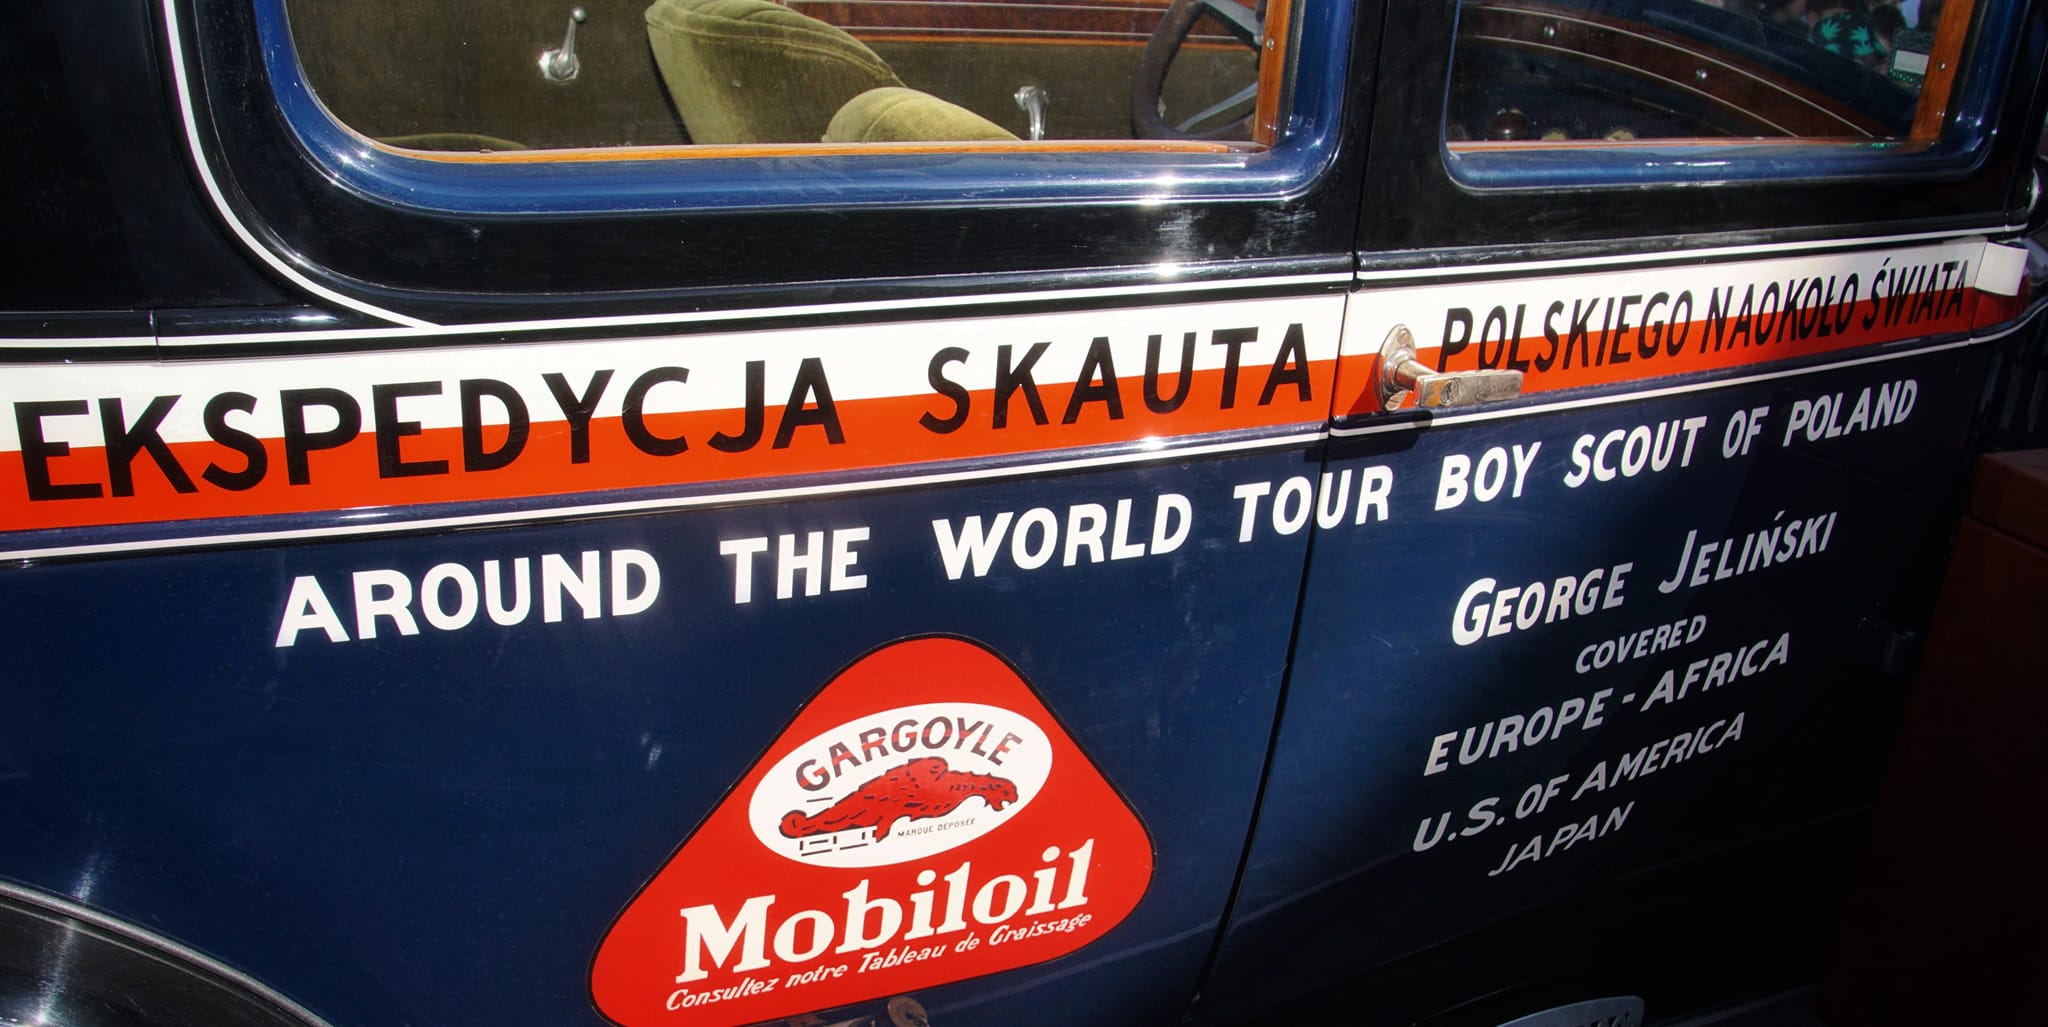 EKSPEDYCJA SKAUTA POLSKIEGO NAOKOŁO ŚWIATA
AROUND THE WORLD TOUR BOY SCOUT OF POLAND
GEORGE JELIŃSKI
COVERED
EUROPE - AFRICA
U.S. OF AMERICA
JAPAN
GARGOYLE
MARQUE DÉPOSÉE
Mobiloil
Consultez notre Tableau de Graissage